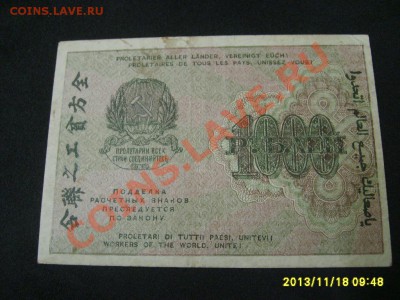 COINS.LAVE.RU
PROLETARIER ALLER LÄNDER, VEREINIGT EUCH!
PROLÉTAIRES DE TOUS LES PAYS, UNISSEZ-VOUS!
ПРОЛЕТАРИИ ВСЕХ
СТРАН СОЕДИНЯЙТЕСЬ
1000
РУБЛЕЙ
ПОДДЕЛКА
РАСЧЕТНЫХ ЗНАКОВ
ПРЕСЛЕДУЕТСЯ
ПО ЗАКОНУ.
PROLETARI DI TUTTI I PAESI, UNITEVI!
WORKERS OF THE WORLD, UNITE!
COINS.LAVE.RU
2013/11/18 09:48